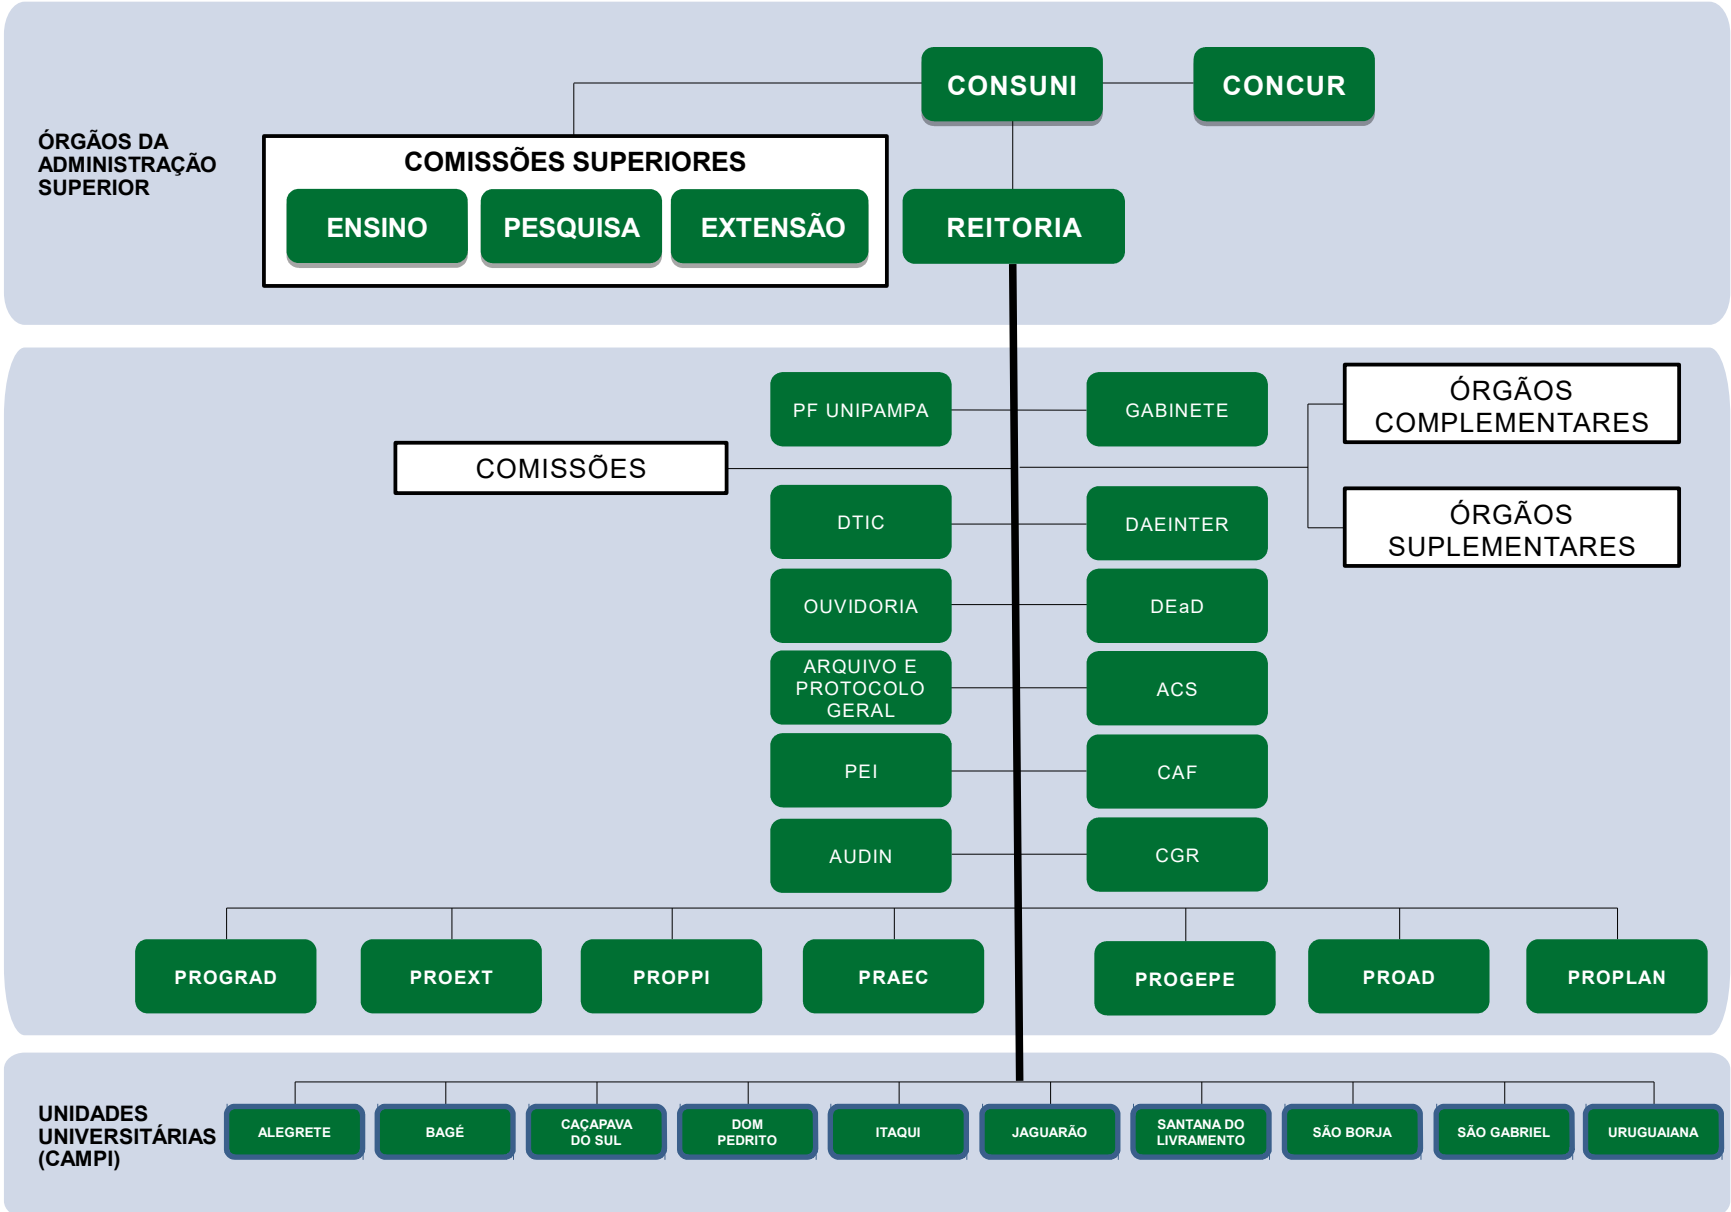 CONSUNI
CONCUR
ÓRGÃOS DA
ADMINISTRAÇÃO
SUPERIOR
COMISSÕES SUPERIORES
ENSINO
PESQUISA
EXTENSÃO
REITORIA
PF UNIPAMPA
GABINETE
ÓRGÃOS
COMPLEMENTARES
COMISSÕES
DTIC
DAEINTER
ÓRGÃOS
SUPLEMENTARES
OUVIDORIA
DEaD
ARQUIVO E
PROTOCOLO
GERAL
ACS
PEI
CAF
AUDIN
CGR
PROGRAD
PROEXT
PROPPI
PRAEC
PROGEPE
PROAD
PROPLAN
UNIDADES
UNIVERSITÁRIAS
(CAMPI)
ALEGRETE
BAGÉ
CAÇAPAVA
DO SUL
DOM
PEDRITO
ITAQUI
JAGUARÃO
SANTANA DO
LIVRAMENTO
SÃO BORJA
SÃO GABRIEL
URUGUAIANA